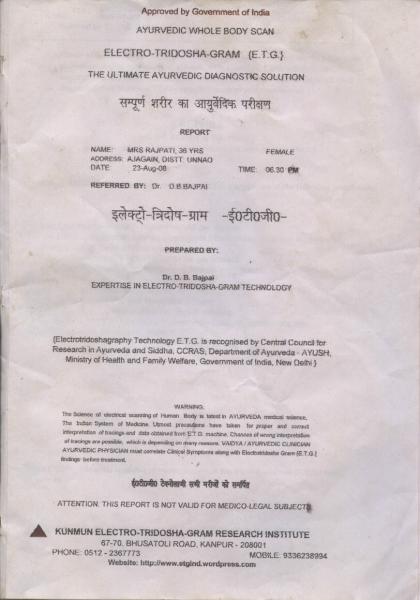 Approved by Government of India
AYURVEDIC WHOLE BODY SCAN
ELECTRO-TRIDOSHA-GRAM (E.T.G.}
THE ULTIMATE AYURVEDIC DIAGNOSTIC SOLUTION
सम्पूर्ण शरीर का आयुर्वेदिक परीक्षण
REPORT
NAME: MRS RAJPATI, 36 YRS FEMALE
ADDRESS: AJAGAIN, DISTT: UNNAO
DATE 23-Aug-08 TIME: 06.30 PM
REFERRED BY: Dr. D.B.BAJPAI
इलेक्ट्रो-त्रिदोष-ग्राम -ई0टी0जी0-
PREPARED BY:
Dr. D. B. Bajpai
EXPERTISE IN ELECTRO-TRIDOSHA-GRAM TECHNOLOGY
{Electrotridoshagraphy Technology E.T.G. is recognised by Central Council for
Research in Ayurveda and Siddha, CCRAS, Department of Ayurveda - AYUSH,
Ministry of Health and Family Welfare, Government of India, New Delhi }
WARNING:
The Science of electrical scanning of Human Body is latest in AYURVEDA medical science,
The Indian System of Medicine. Utmost precautions have taken for proper and correct
interpretation of tracings and data obtained from E.T.G. machine. Chances of wrong interpretation
of tracings are possible, which is depending on many reasons. VAIDYA / AYURVEDIC CLINICIAN
AYURVEDIC PHYSICIAN must correlate Clinical Symptoms along with Electrotridosha Gram {E.T.G.}
findings before treatment.
ई0टी0जी0 टेक्नोलाजी सभी मरीजों को समर्पित
ATTENTION: THIS REPORT IS NOT VALID FOR MEDICO-LEGAL SUBJECTS
KUNMUN ELECTRO-TRIDOSHA-GRAM RESEARCH INSTITUTE
67-70, BHUSATOLI ROAD, KANPUR - 208001
PHONE: 0512 - 2367773 MOBILE: 9336238994
Website: http://www.etgind.wordpress.com